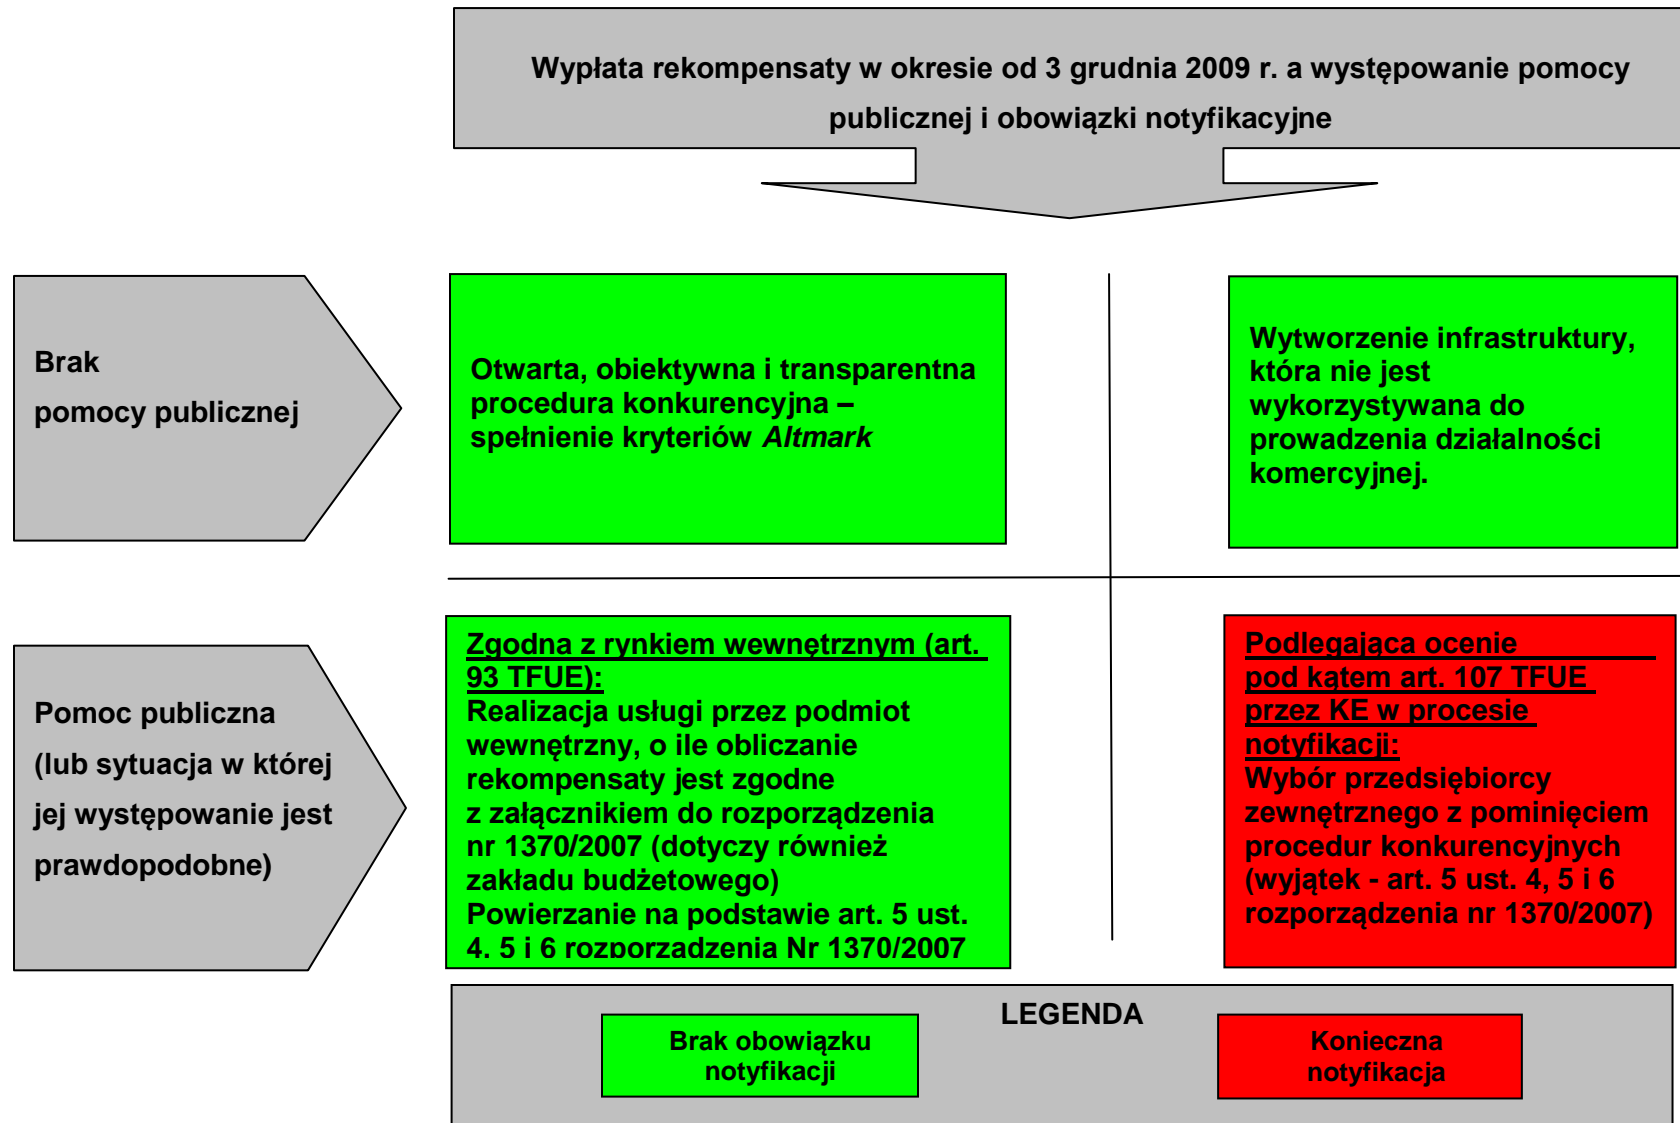 Wypłata rekompensaty w okresie od 3 grudnia 2009 r. a występowanie pomocy
publicznej i obowiązki notyfikacyjne
Brak
pomocy publicznej
Otwarta, obiektywna i transparentna
procedura konkurencyjna –
spełnienie kryteriów Altmark
Wytworzenie infrastruktury,
która nie jest
wykorzystywana do
prowadzenia działalności
komercyjnej.
Pomoc publiczna
(lub sytuacja w której
jej występowanie jest
prawdopodobne)
Zgodna z rynkiem wewnętrznym (art.
93 TFUE):
Realizacja usługi przez podmiot
wewnętrzny, o ile obliczanie
rekompensaty jest zgodne
z załącznikiem do rozporządzenia
nr 1370/2007 (dotyczy również
zakładu budżetowego)
Powierzanie na podstawie art. 5 ust.
4, 5 i 6 rozporządzenia Nr 1370/2007
Podlegająca ocenie
pod kątem art. 107 TFUE
przez KE w procesie
notyfikacji:
Wybór przedsiębiorcy
zewnętrznego z pominięciem
procedur konkurencyjnych
(wyjątek - art. 5 ust. 4, 5 i 6
rozporządzenia nr 1370/2007)
LEGENDA
Brak obowiązku
notyfikacji
Konieczna
notyfikacja